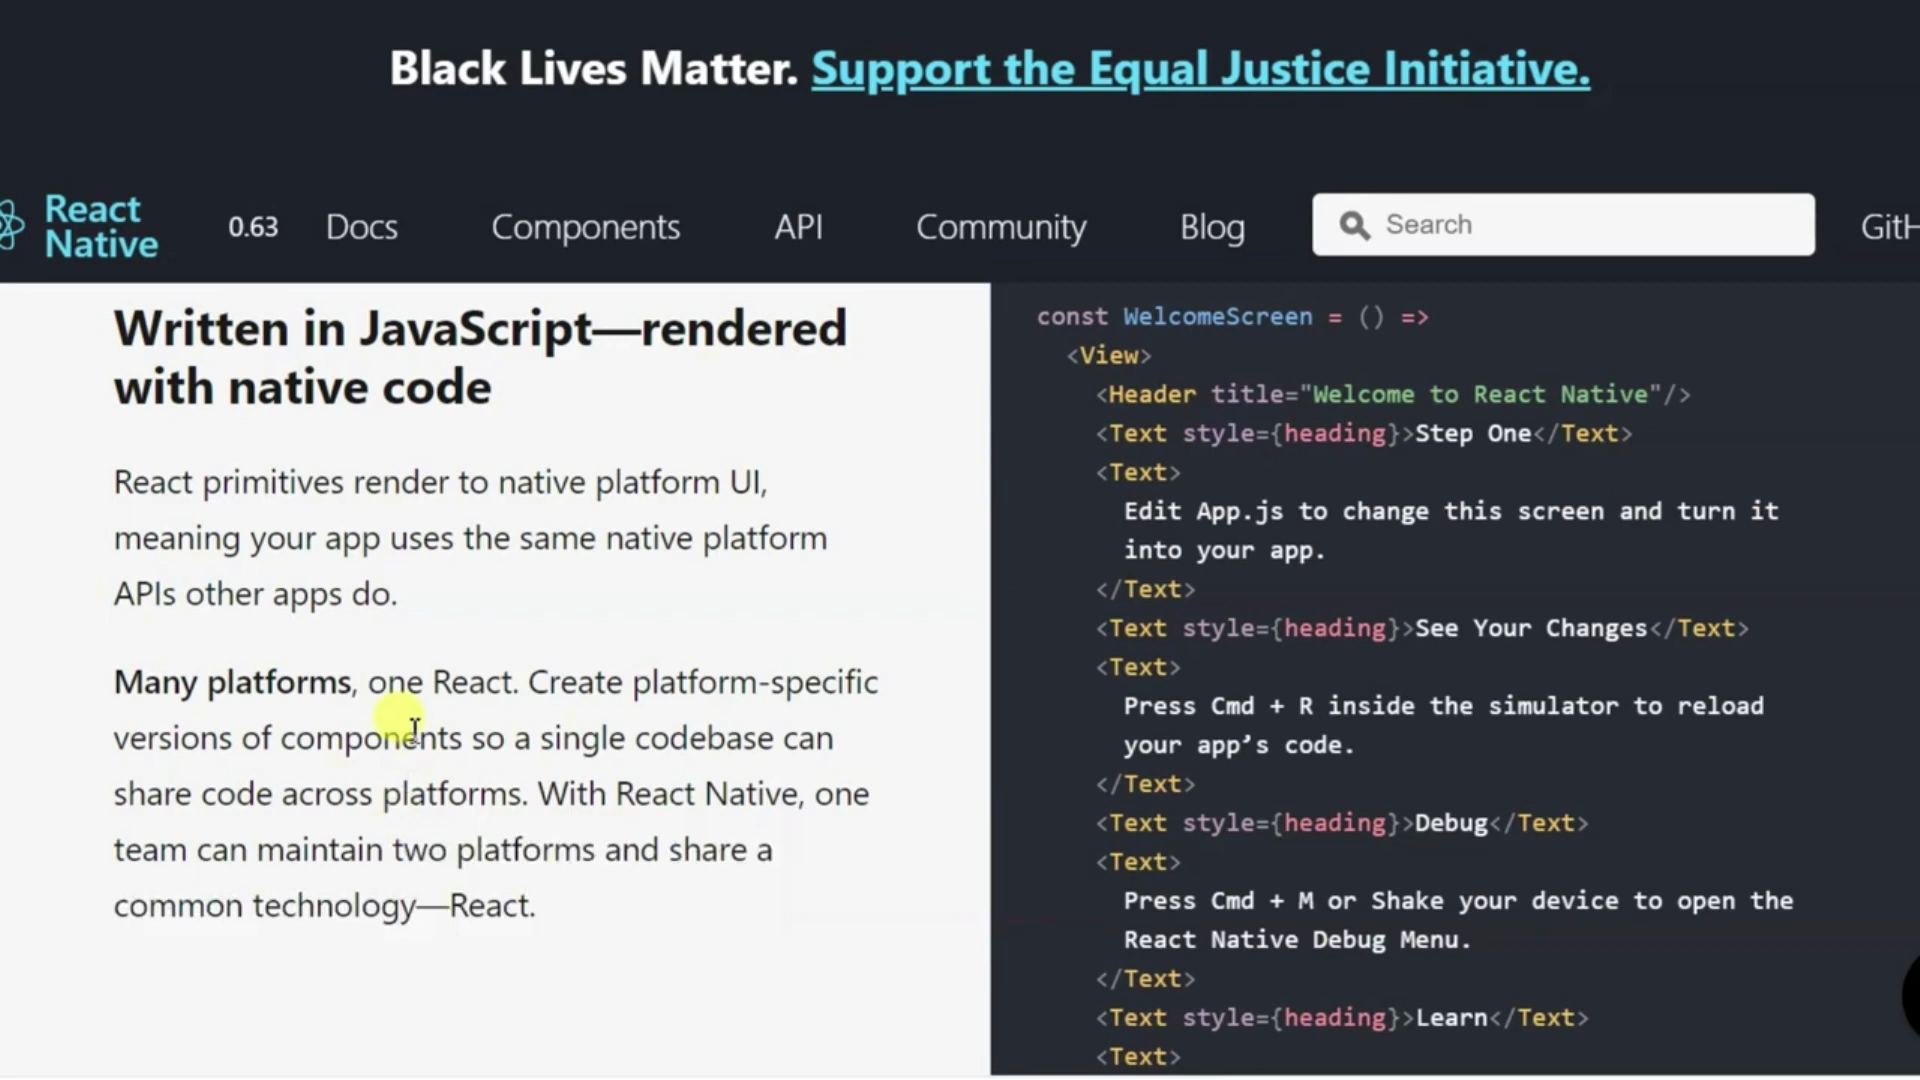 Black Lives Matter. Support the Equal Justice Initiative.
React
Native
0.63 Docs Components API Community Blog Search GitH
Written in JavaScript—rendered
with native code
React primitives render to native platform UI,
meaning your app uses the same native platform
APIs other apps do.
Many platforms, one React. Create platform-specific
versions of components so a single codebase can
share code across platforms. With React Native, one
team can maintain two platforms and share a
common technology—React.
const WelcomeScreen = () =>
<View>
<Header title="Welcome to React Native"/>
<Text style={heading}>Step One</Text>
<Text>
Edit App.js to change this screen and turn it
into your app.
</Text>
<Text style={heading}>See Your Changes</Text>
<Text>
Press Cmd + R inside the simulator to reload
your app’s code.
</Text>
<Text style={heading}>Debug</Text>
<Text>
Press Cmd + M or Shake your device to open the
React Native Debug Menu.
</Text>
<Text style={heading}>Learn</Text>
<Text>